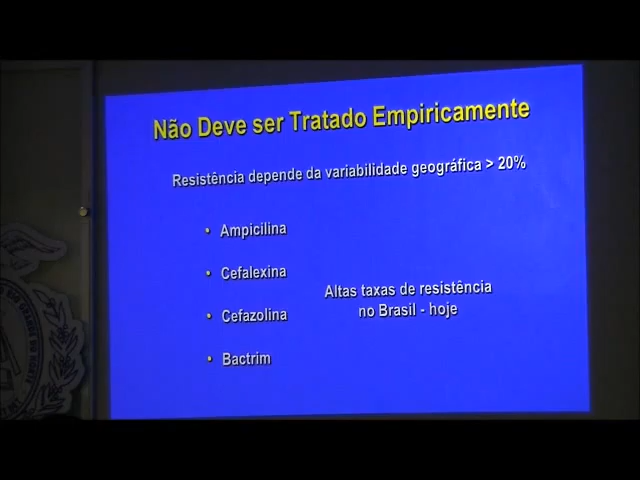 Não Deve ser Tratado Empiricamente
Resistência depende da variabilidade geográfica > 20%
• Ampicilina
• Cefalexina
• Cefazolina
• Bactrim
Altas taxas de resistência
no Brasil - hoje